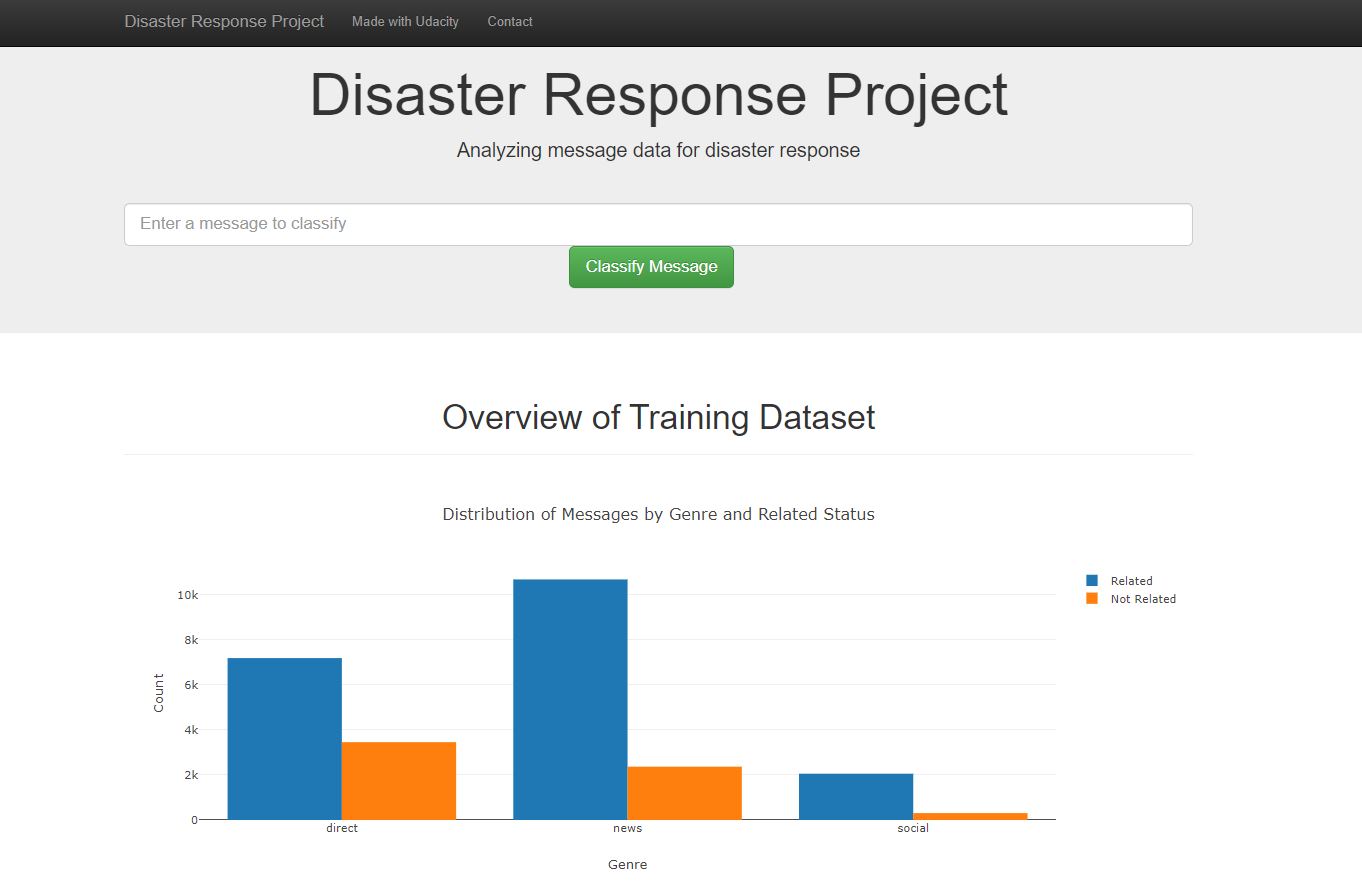 Disaster Response Project Made with Udacity Contact
Disaster Response Project
Analyzing message data for disaster response
Enter a message to classify
Classify Message
Overview of Training Dataset
Distribution of Messages by Genre and Related Status
Related
Not Related
10k
8k
6k
4k
2k
0
Count
direct news social
Genre